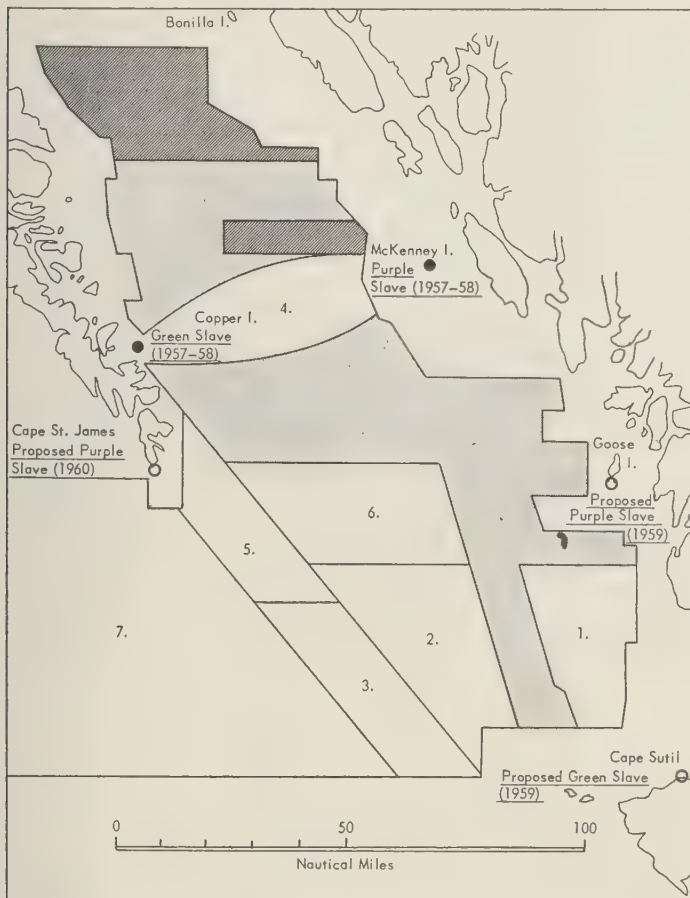 Bonilla I.
McKenney I.
Purple
Slave (1957–58)
Copper I.
4.
Green Slave
(1957–58)
Cape St. James
Proposed Purple
Slave (1960)
Goose
I.
Proposed
Purple Slave
(1959)
6.
5.
7.
2.
1.
3.
Cape Sutil
Proposed Green Slave
(1959)
0 50 100
Nautical Miles